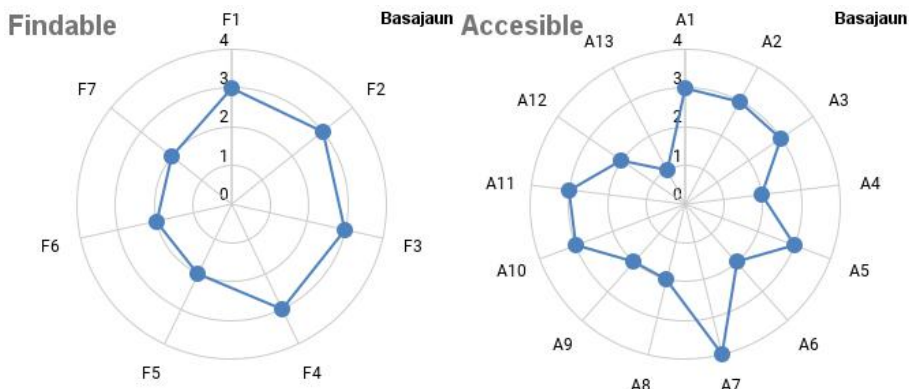 Findable
Basajaun
F1
F2
F3
F4
F5
F6
F7
4
3
2
1
0
Accesible
Basajaun
A1
A2
A3
A4
A5
A6
A7
A8
A9
A10
A11
A12
A13
4
3
2
1
0